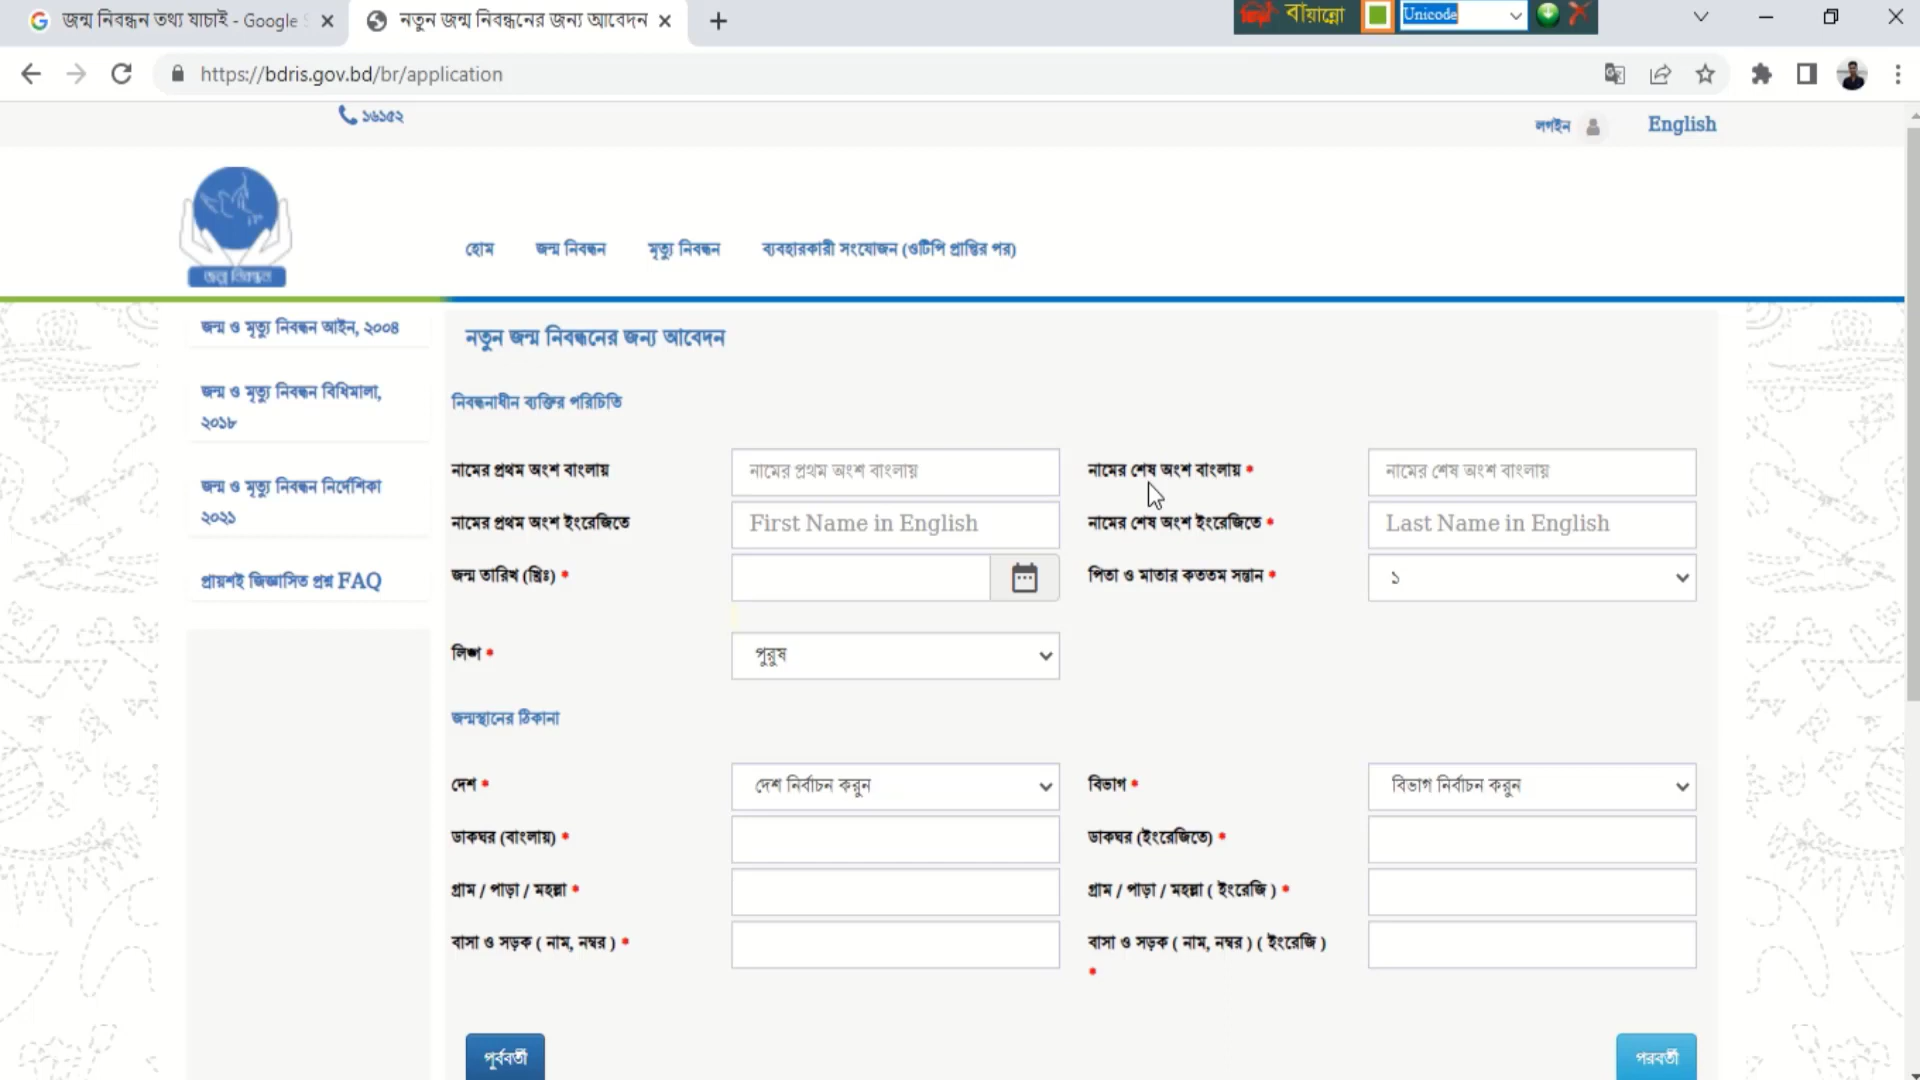 জন্ম নিবন্ধন তথ্য যাচাই - Google S
নতুন জন্ম নিবন্ধনের জন্য আবেদন
বায়ান্নো
Unicode
https://bdris.gov.bd/br/application
১৬১৫২
লগইন
English
জন্ম নিবন্ধন
হোম
জন্ম নিবন্ধন
মৃত্যু নিবন্ধন
ব্যবহারকারী সংযোজন (ওটিপি প্রাপ্তির পর)
জন্ম ও মৃত্যু নিবন্ধন আইন, ২০০৪
জন্ম ও মৃত্যু নিবন্ধন বিধিমালা,
২০১৮
জন্ম ও মৃত্যু নিবন্ধন নির্দেশিকা
২০২১
প্রায়শই জিজ্ঞাসিত প্রশ্ন FAQ
নতুন জন্ম নিবন্ধনের জন্য আবেদন
নিবন্ধনাধীন ব্যক্তির পরিচিতি
নামের প্রথম অংশ বাংলায় নামের প্রথম অংশ বাংলায় নামের শেষ অংশ বাংলায় * নামের শেষ অংশ বাংলায়
নামের প্রথম অংশ ইংরেজিতে First Name in English নামের শেষ অংশ ইংরেজিতে * Last Name in English
জন্ম তারিখ (খ্রিঃ) * পিতা ও মাতার কততম সন্তান * ১
লিঙ্গ * পুরুষ
জন্মস্থানের ঠিকানা
দেশ * দেশ নির্বাচন করুন বিভাগ * বিভাগ নির্বাচন করুন
ডাকঘর (বাংলায়) * ডাকঘর (ইংরেজিতে) *
গ্রাম / পাড়া / মহল্লা * গ্রাম / পাড়া / মহল্লা ( ইংরেজি ) *
বাসা ও সড়ক ( নাম, নম্বর ) * বাসা ও সড়ক ( নাম, নম্বর ) ( ইংরেজি )
*
পূর্ববর্তী
পরবর্তী